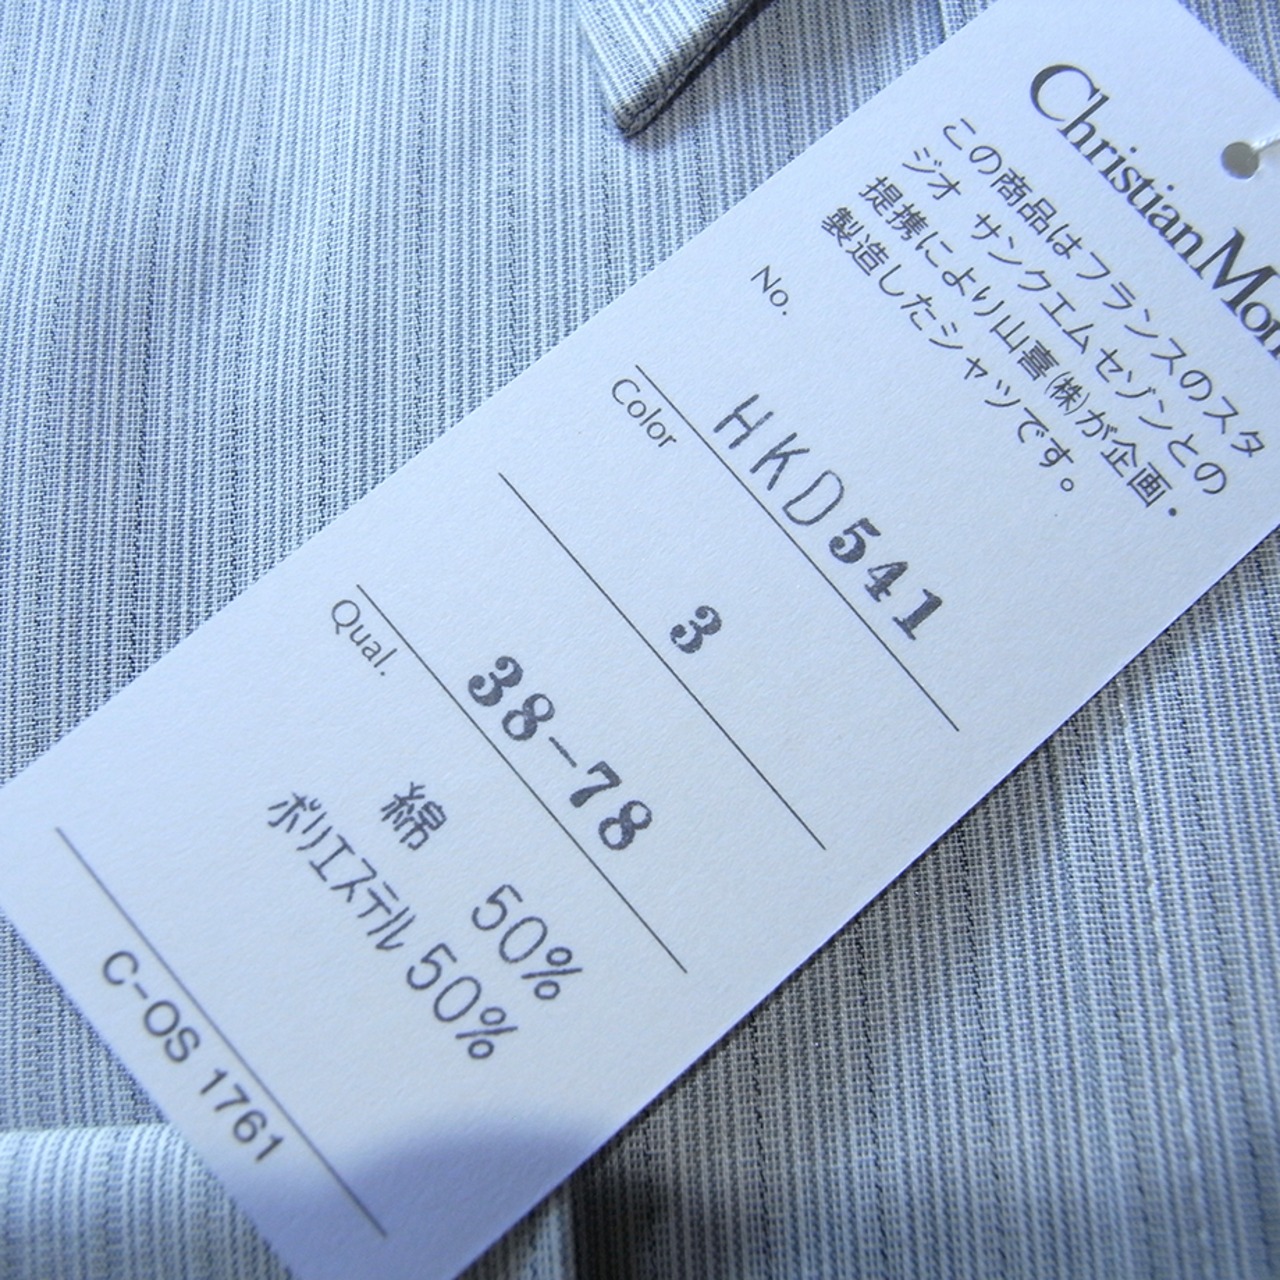 Christian Mon
この商品はフランスのスタ
ジオ サンクエムセゾンとの
提携により山喜(株)が企画・
製造したシャツです。
No.
HKD541
Color
3
Qual.
38-78
綿 50%
ポリエステル 50%
C-OS 1761